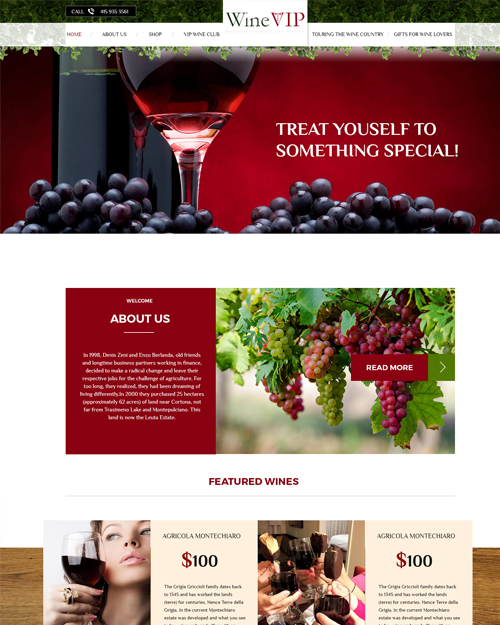 CALL 415 935 3561
WineVIP
HOME / ABOUT US / SHOP / VIP WINE CLUB
TOURING THE WINE COUNTRY / GIFTS FOR WINE LOVERS
TREAT YOUSELF TO
SOMETHING SPECIAL!
WELCOME
ABOUT US
In 1998, Denis Zeni and Enzo Berlanda, old friends
and longtime business partners working in finance,
decided to make a radical change and leave their
respective jobs for the challenge of agriculture. For
too long, they realized, they had been dreaming of
living differently.In 2000 they purchased 25 hectares
(approximately 62 acres) of land near Cortona, not
far from Trasimeno Lake and Montepulciano. This
land is now the Leuta Estate.
READ MORE
FEATURED WINES
AGRICOLA MONTECHIARO
$100
The Grigia Griccioli family dates back
to 1545 and has worked the lands
(terre) for centuries. Hence Terre della
Grigia. In the current Montechiaro
estate was developed and what you see
AGRICOLA MONTECHIARO
$100
The Grigia Griccioli family dates back
to 1545 and has worked the lands
(terre) for centuries. Hence Terre della
Grigia. In the current Montechiaro
estate was developed and what you see